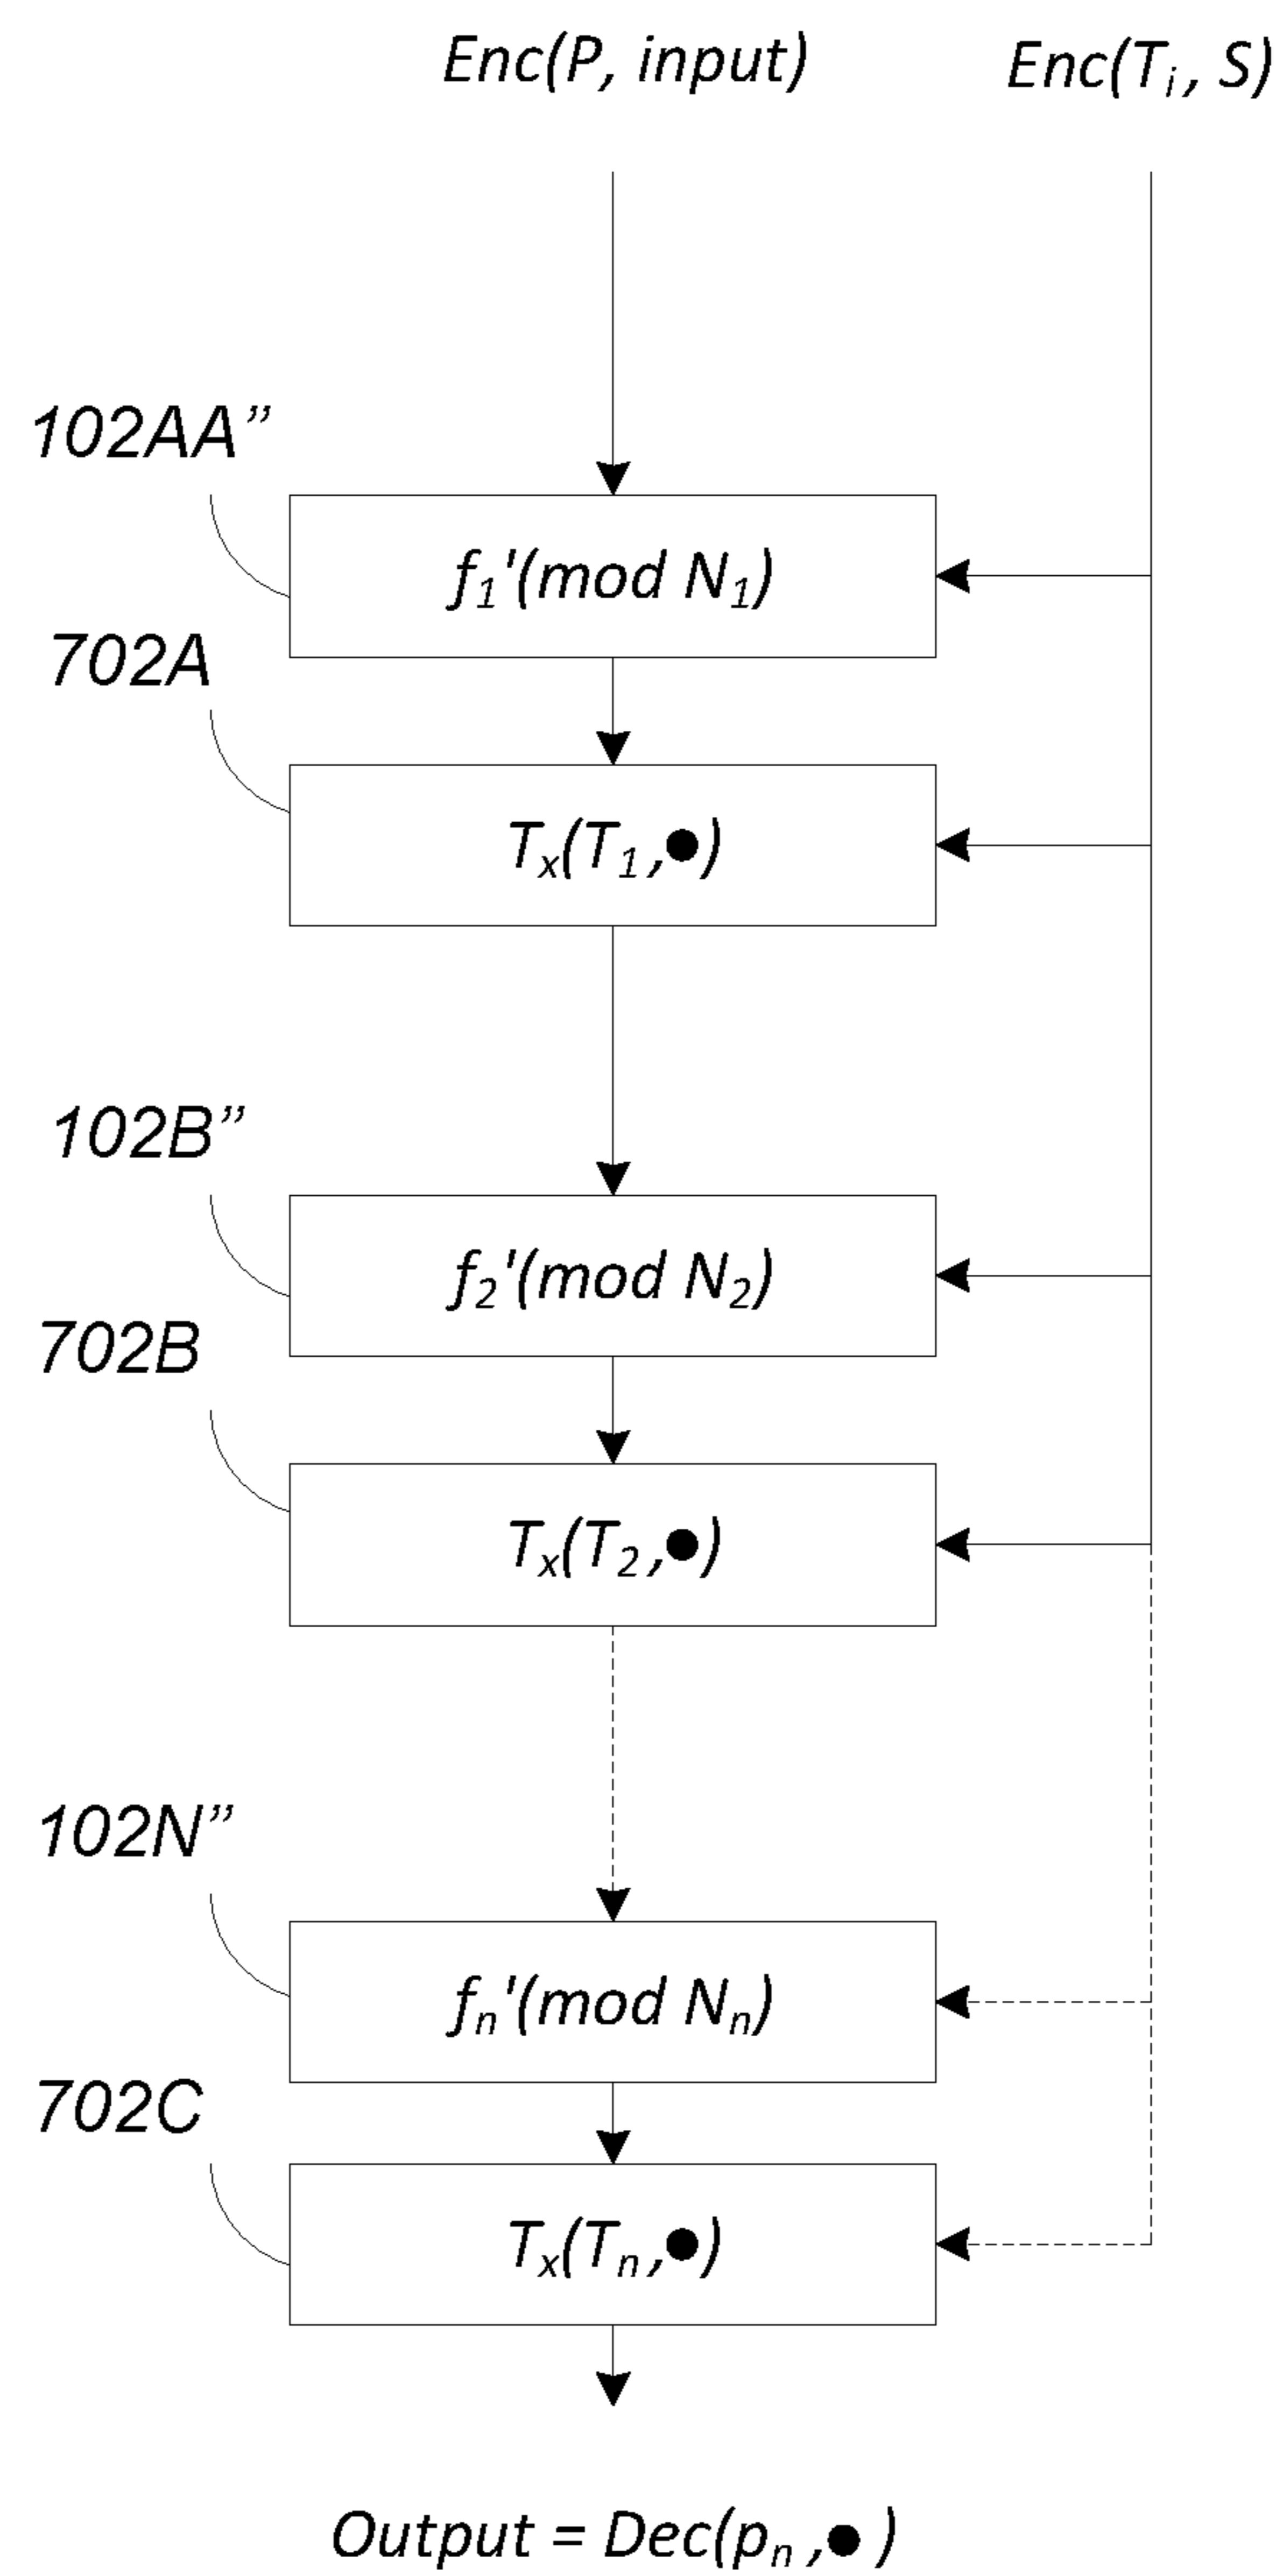 Enc(P, input)
Enc(Tᵢ, S)
102AA”
f₁'(mod N₁)
702A
Tₓ(T₁,●)
102B”
f₂'(mod N₂)
702B
Tₓ(T₂,●)
102N”
fₙ'(mod Nₙ)
702C
Tₓ(Tₙ,●)
Output = Dec(pₙ,● )